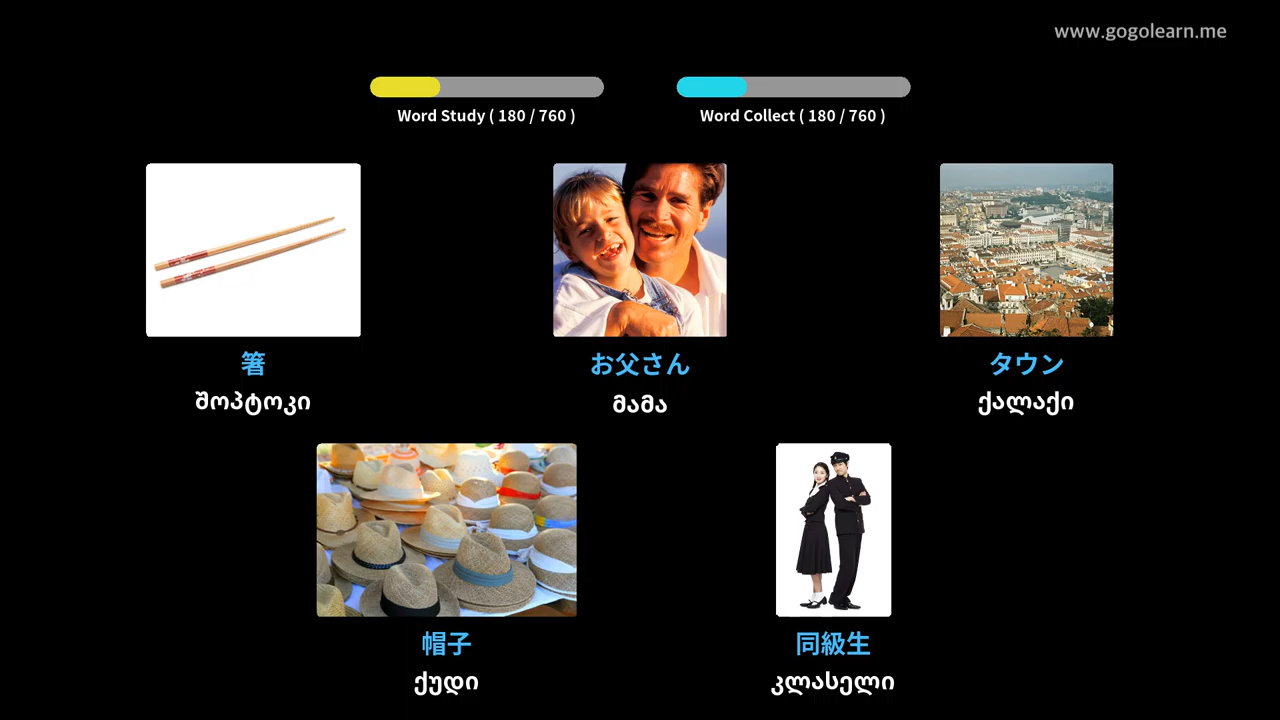 www.gogolearn.me
Word Study ( 180 / 760 )
Word Collect ( 180 / 760 )
箸
お父さん
タウン
შოპტოკი
მამა
ქალაქი
帽子
同級生
ქუდი
კლასელი